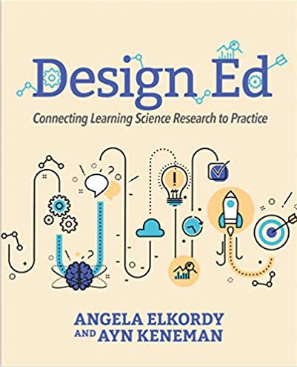 Design Ed
Connecting Learning Science Research to Practice
ANGELA ELKORDY
AND AYN KENEMAN